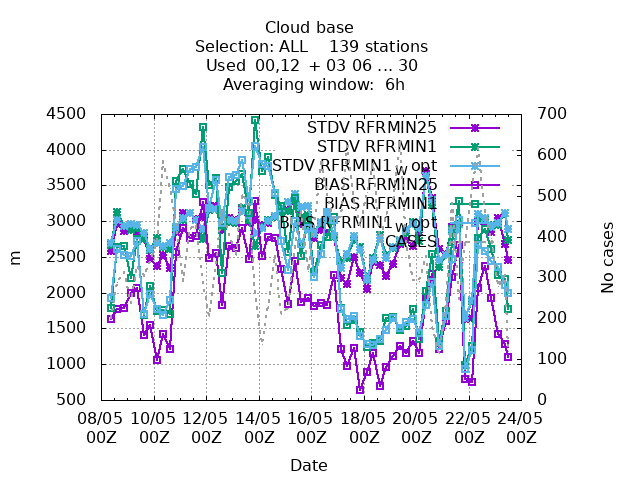 Cloud base
Selection: ALL    139 stations
Used  00,12  + 03 06 ... 30
Averaging window:  6h
4500
4000
3500
3000
2500
2000
1500
1000
500
m
700
600
500
400
300
200
100
0
No cases
STDV RFRMIN25
STDV RFRMIN1
STDV RFRMIN1_wopt
BIAS RFRMIN25
BIAS RFRMIN1
BIAS RFRMIN1_wopt
CASES
08/05 10/05 12/05 14/05 16/05 18/05 20/05 22/05 24/05
00Z 00Z 00Z 00Z 00Z 00Z 00Z 00Z 00Z
Date